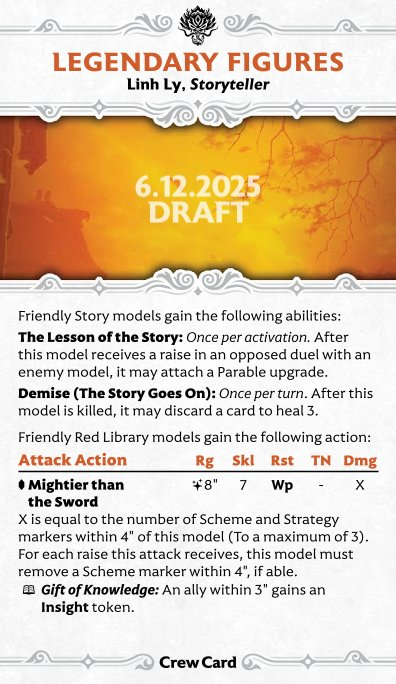 LEGENDARY FIGURES
Linh Ly, Storyteller
6.12.2025
DRAFT
Friendly Story models gain the following abilities:
The Lesson of the Story: Once per activation. After
this model receives a raise in an opposed duel with an
enemy model, it may attach a Parable upgrade.
Demise (The Story Goes On): Once per turn. After this
model is killed, it may discard a card to heal 3.
Friendly Red Library models gain the following action:
Attack Action Rg Skl Rst TN Dmg
Mightier than 8" 7 Wp - X
the Sword
X is equal to the number of Scheme and Strategy
markers within 4" of this model (To a maximum of 3).
For each raise this attack receives, this model must
remove a Scheme marker within 4", if able.
Gift of Knowledge: An ally within 3" gains an
Insight token.
Crew Card